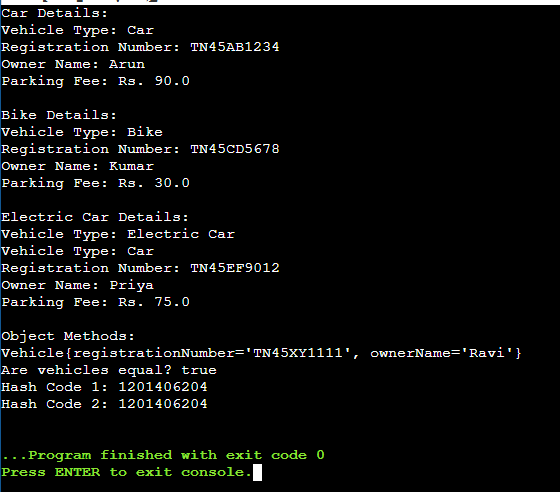 Car Details:
Vehicle Type: Car
Registration Number: TN45AB1234
Owner Name: Arun
Parking Fee: Rs. 90.0
Bike Details:
Vehicle Type: Bike
Registration Number: TN45CD5678
Owner Name: Kumar
Parking Fee: Rs. 30.0
Electric Car Details:
Vehicle Type: Electric Car
Vehicle Type: Car
Registration Number: TN45EF9012
Owner Name: Priya
Parking Fee: Rs. 75.0
Object Methods:
Vehicle{registrationNumber='TN45XY1111', ownerName='Ravi'}
Are vehicles equal? true
Hash Code 1: 1201406204
Hash Code 2: 1201406204
...Program finished with exit code 0
Press ENTER to exit console.